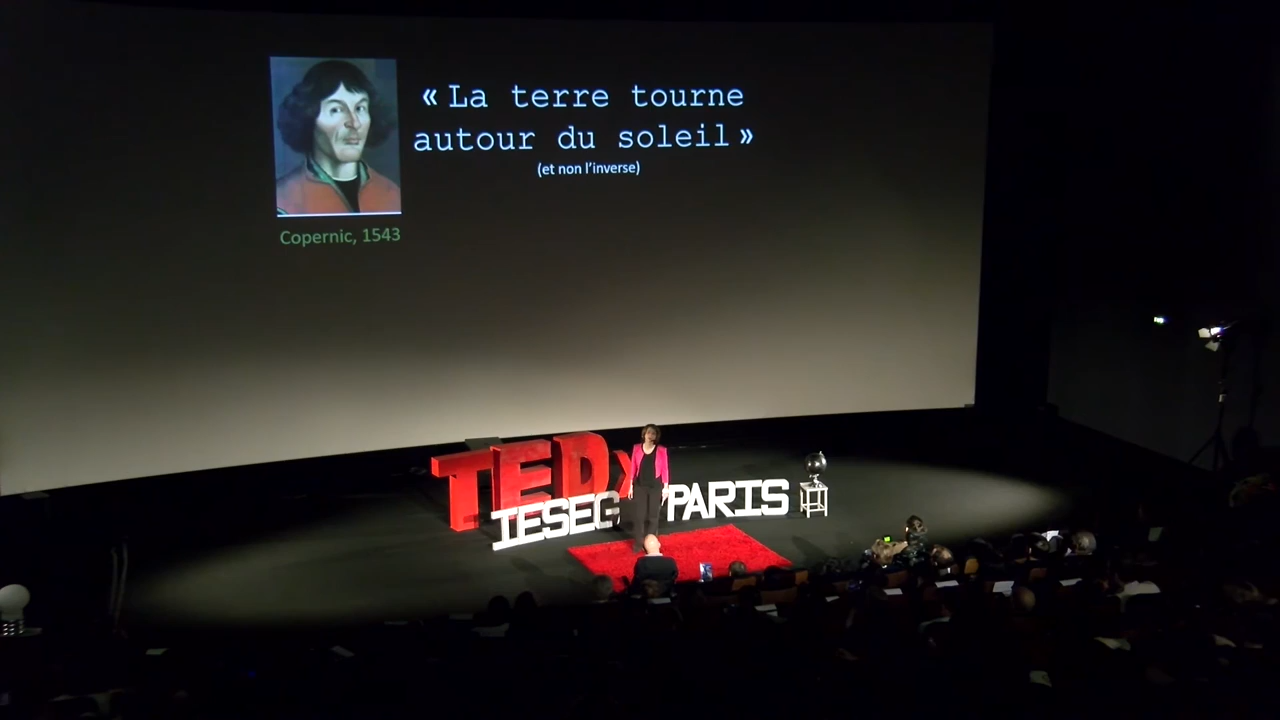 « La terre tourne
autour du soleil »
(et non l'inverse)
Copernic, 1543
TEDx
IESEG PARIS